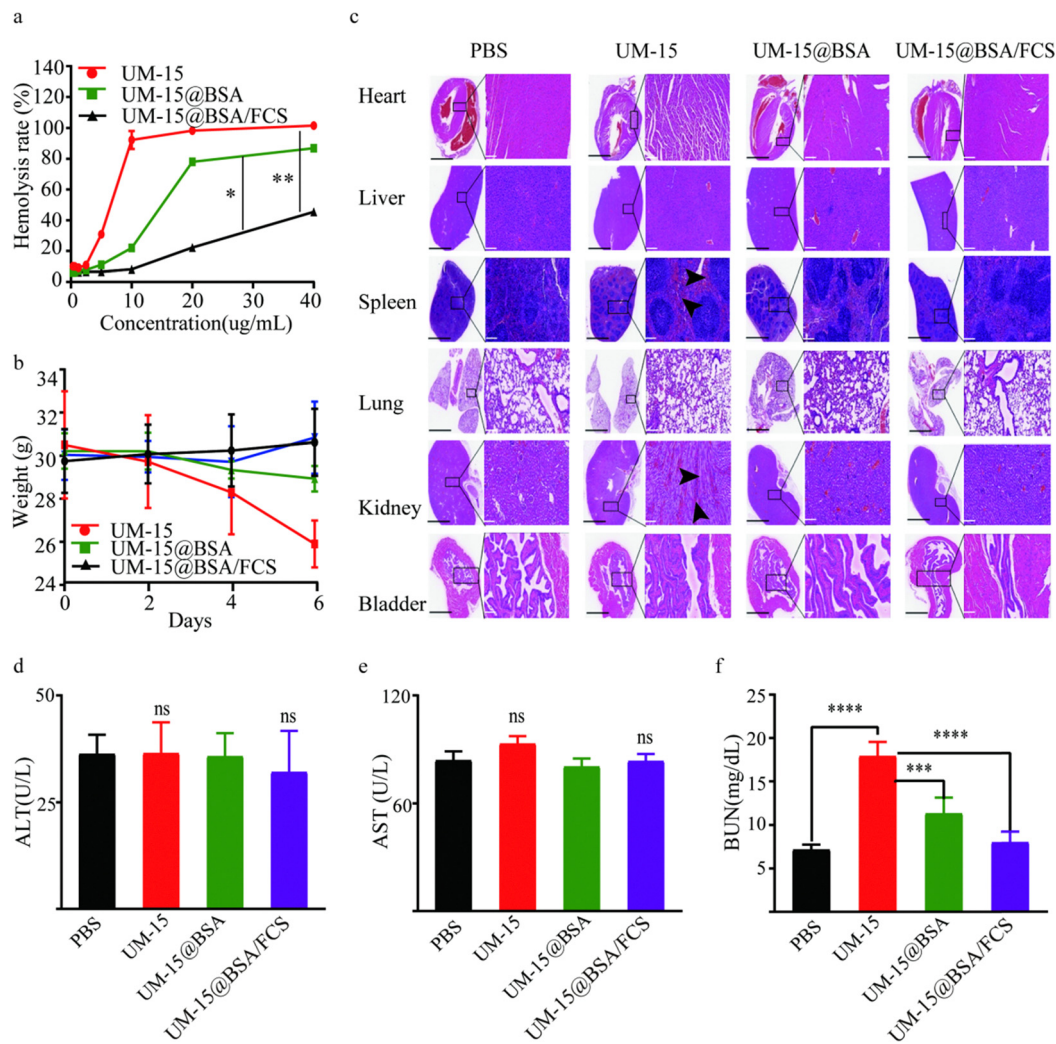 a
Hemolysis rate (%)
140
120
100
80
60
40
20
0
UM-15
UM-15@BSA
UM-15@BSA/FCS
*
**
0
10
20
30
40
Concentration(ug/mL)
b
Weight (g)
34
32
30
28
26
24
UM-15
UM-15@BSA
UM-15@BSA/FCS
0
2
4
6
Days
c
PBS
UM-15
UM-15@BSA
UM-15@BSA/FCS
Heart
Liver
Spleen
Lung
Kidney
Bladder
d
ALT(U/L)
50
25
ns
ns
PBS
UM-15
UM-15@BSA
UM-15@BSA/FCS
e
AST (U/L)
120
60
ns
ns
PBS
UM-15
UM-15@BSA
UM-15@BSA/FCS
f
BUN(mg/dL)
25
20
15
10
5
****
****
***
PBS
UM-15
UM-15@BSA
UM-15@BSA/FCS